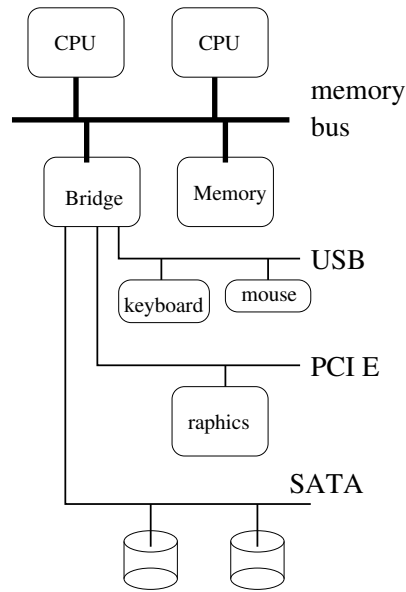 CPU
CPU
memory
bus
Bridge
Memory
USB
keyboard
mouse
PCI E
raphics
SATA